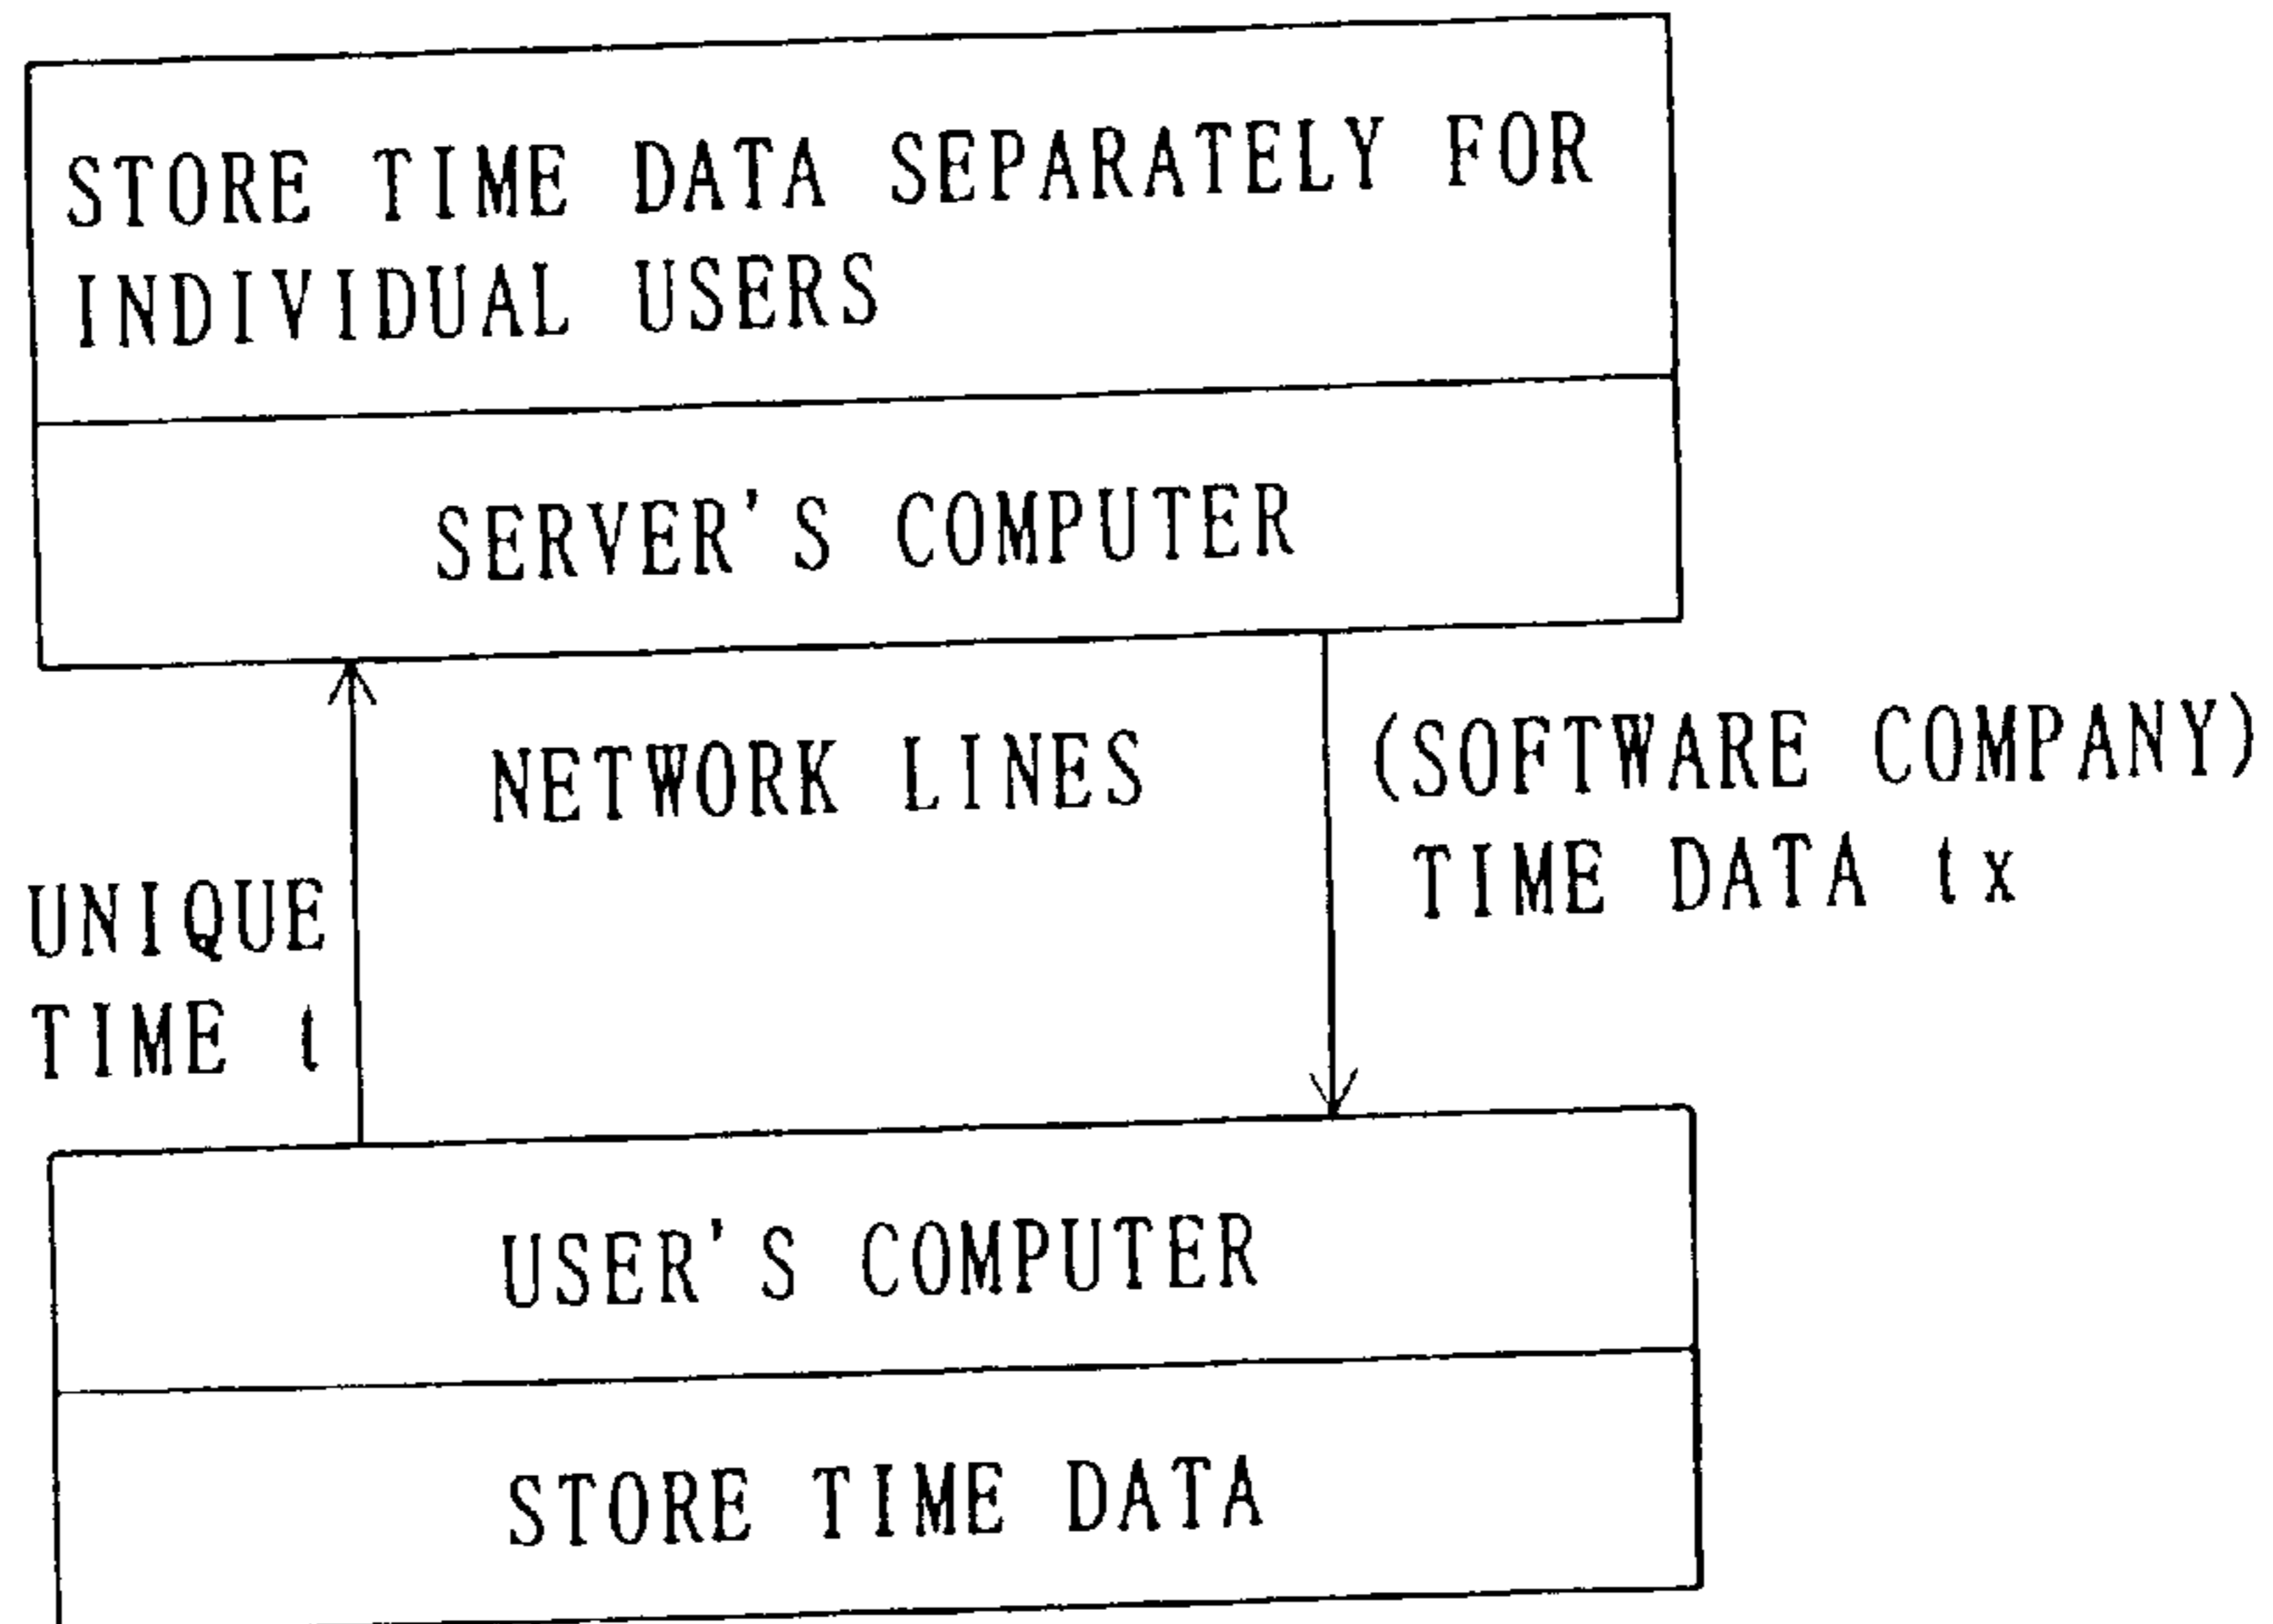 STORE TIME DATA SEPARATELY FOR
INDIVIDUAL USERS
SERVER'S COMPUTER
NETWORK LINES
(SOFTWARE COMPANY)
TIME DATA tx
UNIQUE
TIME t
USER'S COMPUTER
STORE TIME DATA